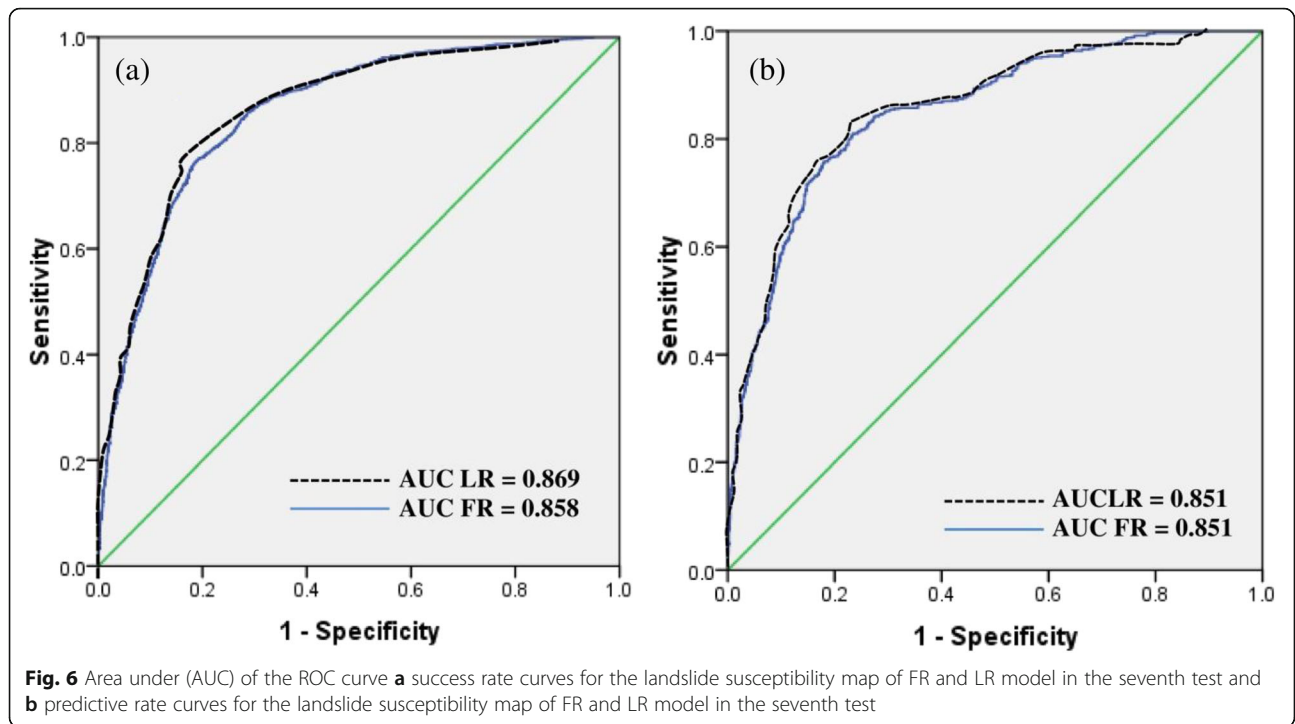 (a)
1.0
0.8
0.6
0.4
0.2
0.0
Sensitivity
0.0 0.2 0.4 0.6 0.8 1.0
1 - Specificity
AUC LR = 0.869
AUC FR = 0.858
(b)
1.0
0.8
0.6
0.4
0.2
0.0
Sensitivity
0.0 0.2 0.4 0.6 0.8 1.0
1 - Specificity
AUCLR = 0.851
AUC FR = 0.851
Fig. 6 Area under (AUC) of the ROC curve a success rate curves for the landslide susceptibility map of FR and LR model in the seventh test and
b predictive rate curves for the landslide susceptibility map of FR and LR model in the seventh test